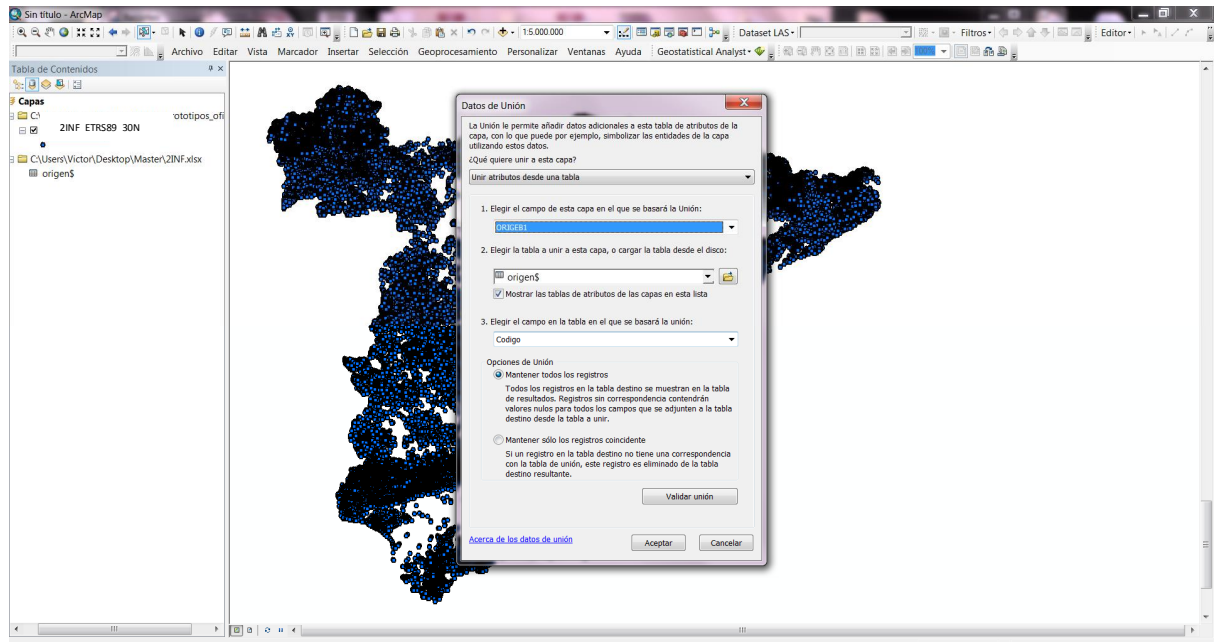 Sin título - ArcMap
1:5.000.000
Dataset LAS
Filtros
Editor
Archivo Editar Vista Marcador Insertar Selección Geoprocesamiento Personalizar Ventanas Ayuda
Geostatistical Analyst
Tabla de Contenidos
Capas
C:\ ototipos_ofi
2INF ETRS89 30N
C:\Users\Victor\Desktop\Master\2INF.xlsx
origen$
Datos de Unión
X
La Unión le permite añadir datos adicionales a esta tabla de atributos de la
capa, con lo que puede por ejemplo, simbolizar las entidades de la capa
utilizando estos datos.
¿Qué quiere unir a esta capa?
Unir atributos desde una tabla
1. Elegir el campo de esta capa en el que se basará la Unión:
ORIGEB1
2. Elegir la tabla a unir a esta capa, o cargar la tabla desde el disco:
origen$
Mostrar las tablas de atributos de las capas en esta lista
3. Elegir el campo en la tabla en el que se basará la unión:
Codigo
Opciones de Unión
Mantener todos los registros
Todos los registros en la tabla destino se muestran en la tabla
de resultados. Registros sin correspondencia contendrán
valores nulos para todos los campos que se adjunten a la tabla
destino desde la tabla a unir.
Mantener sólo los registros coincidente
Si un registro en la tabla destino no tiene una correspondencia
con la tabla de unión, este registro es eliminado de la tabla
destino resultante.
Validar unión
Acerca de los datos de unión
Aceptar
Cancelar